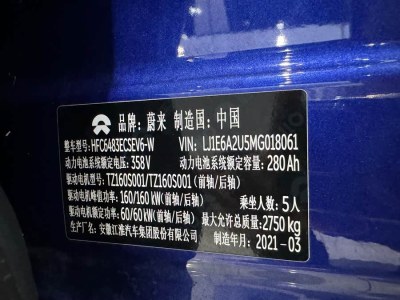 品牌:蔚来 制造国:中国
整车型号:HFC6483ECSEV6-W VIN: LJ1E6A2U5MG018061
动力电池系统额定电压:358V 动力电池系统额定容量:280Ah
驱动电机型号:TZ160S001/TZ160S001(前轴/后轴)
驱动电机峰值功率:160/160 kW(前轴/后轴) 乘坐人数:5人
驱动电机额定功率:60/60 kW(前轴/后轴) 最大允许总质量:2750 kg
生产厂名:安徽江淮汽车集团股份有限公司 制造年月:2021-03